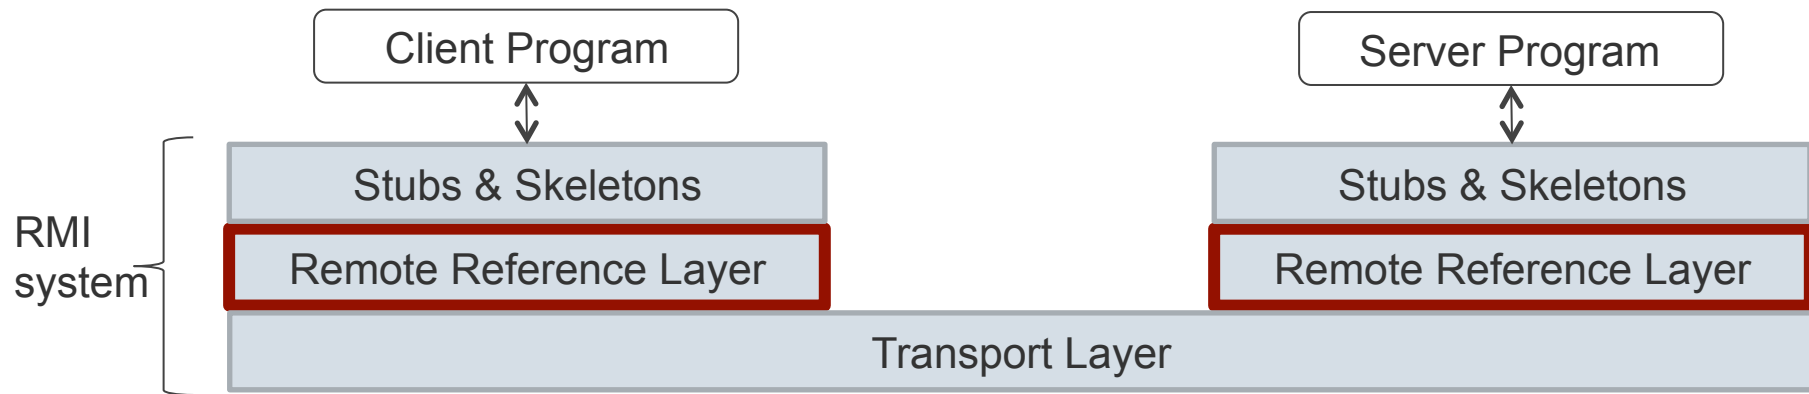 Client Program
Server Program
Stubs & Skeletons
Stubs & Skeletons
RMI
system
Remote Reference Layer
Remote Reference Layer
Transport Layer